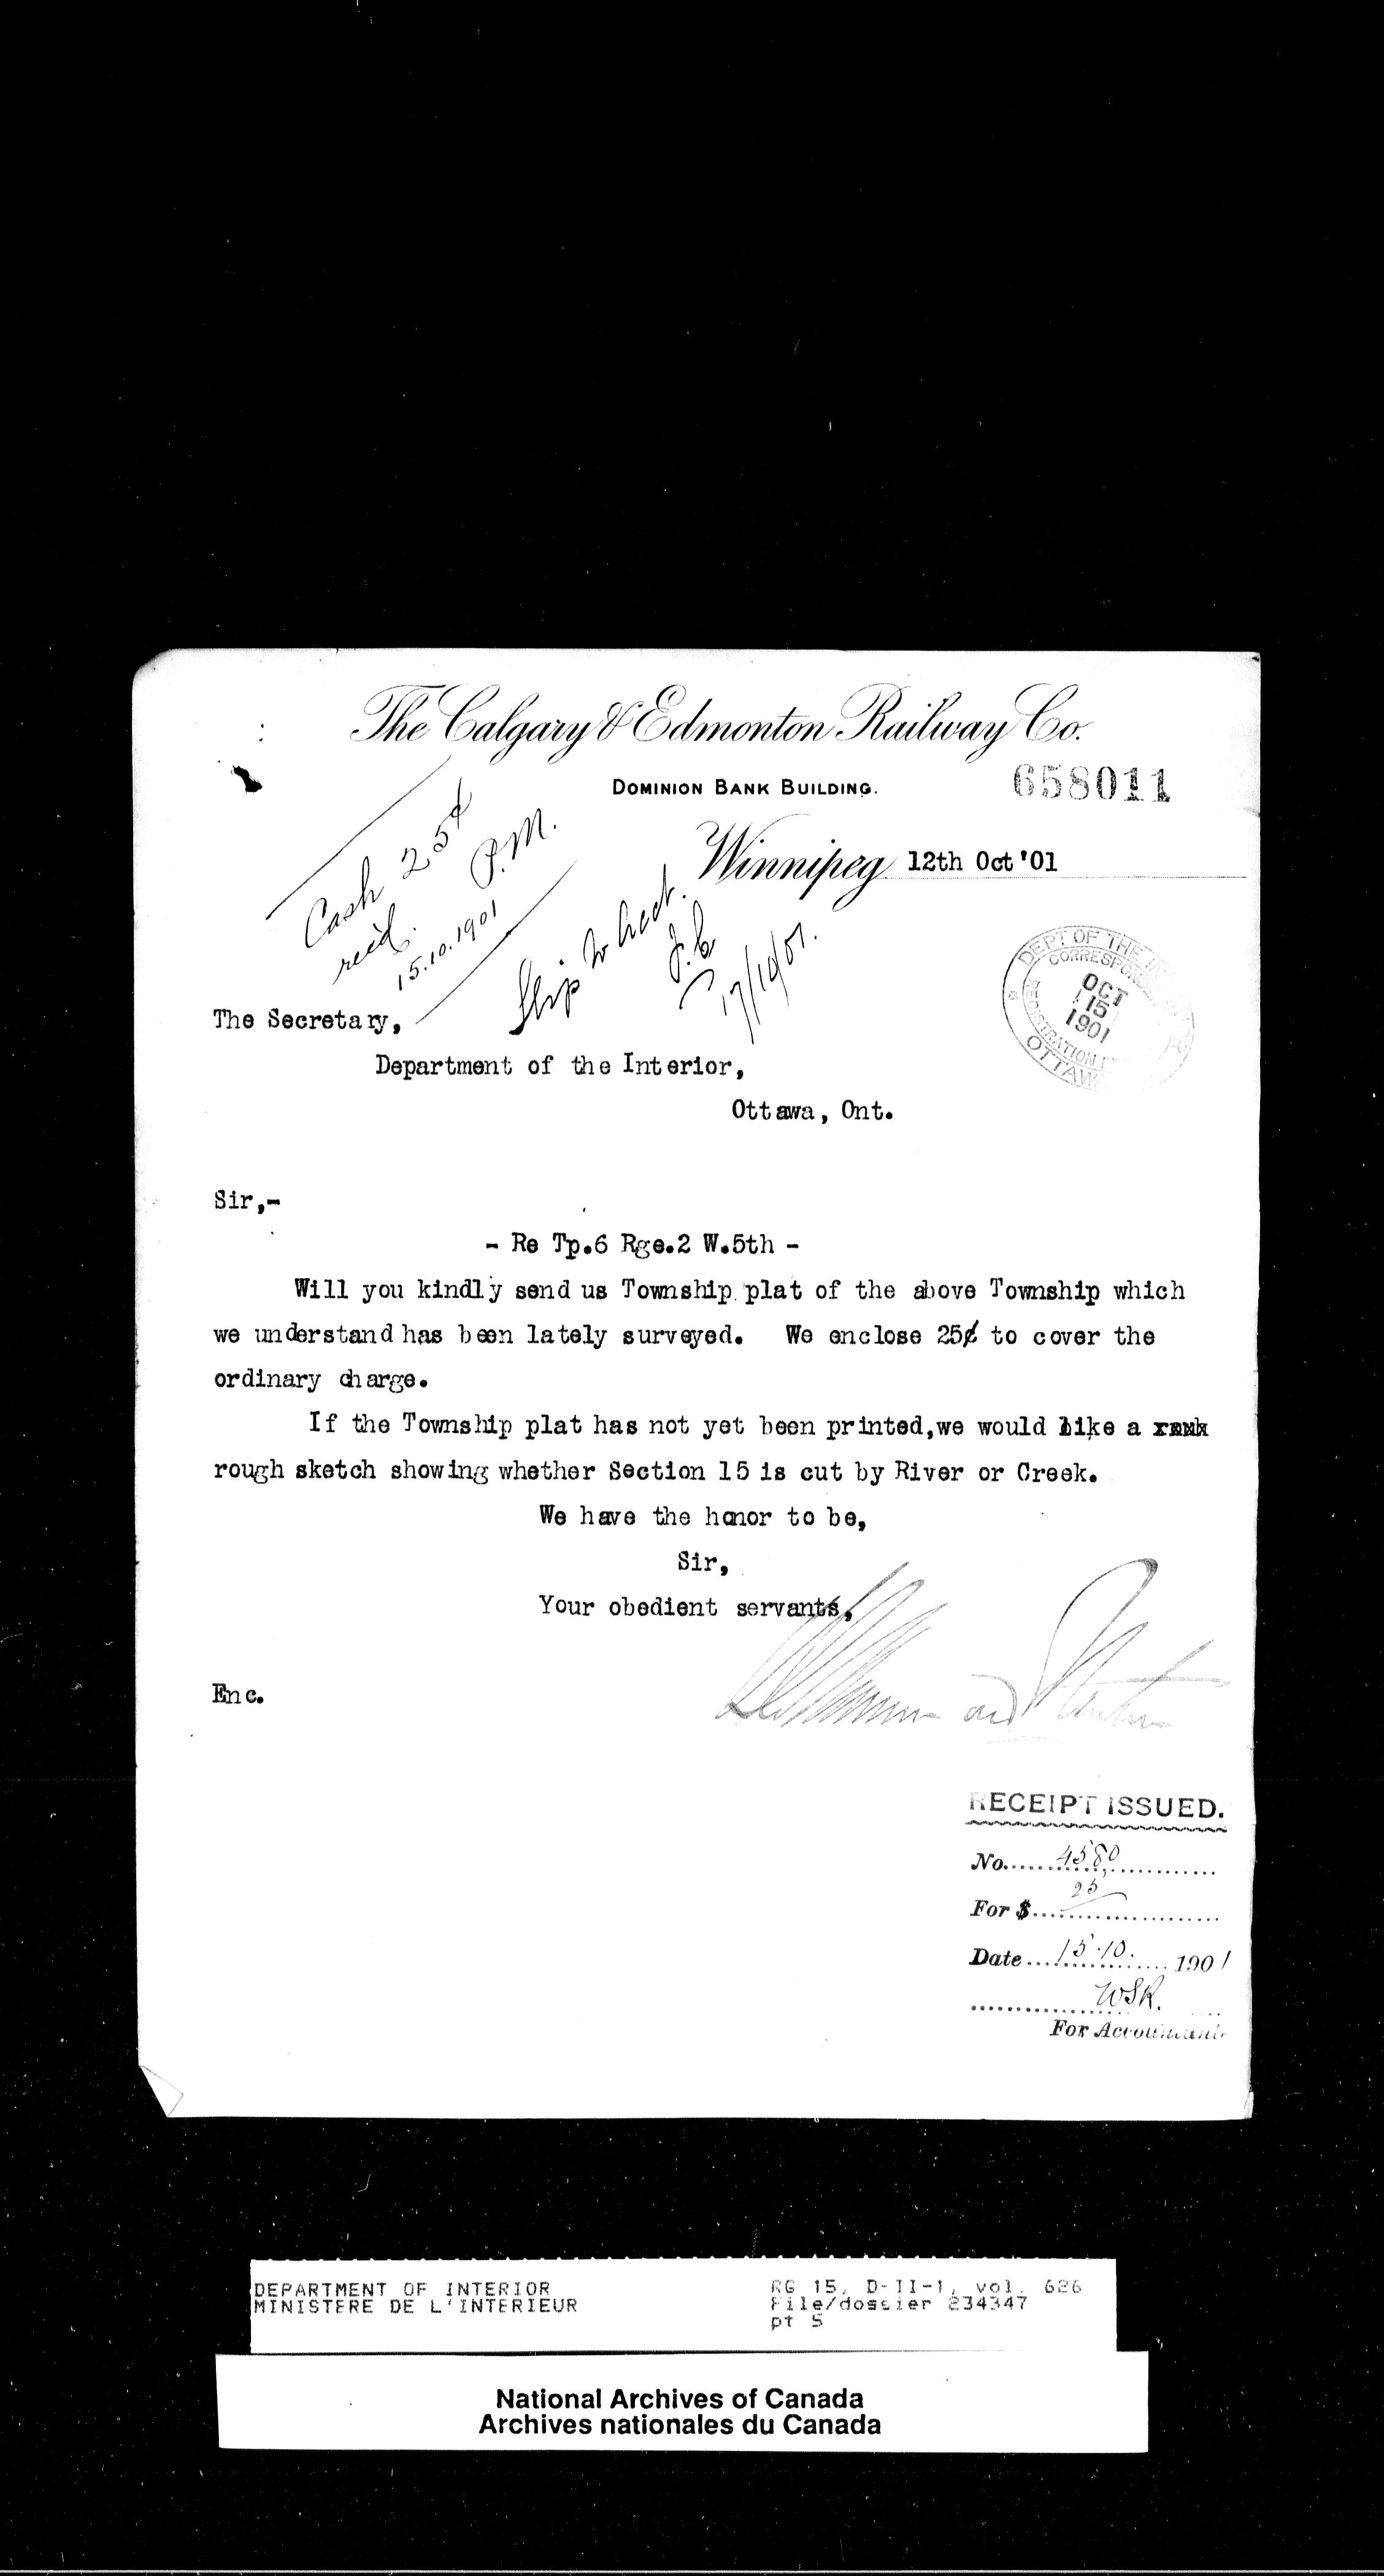 The Calgary & Edmonton Railway Co.
DOMINION BANK BUILDING.
658011
Winnipeg 12th Oct '01
Cash 25¢
rec'd. P.M.
15.10.1901
Slip to Acct.
J.C
17/10/01.
DEPT OF THE INTERIOR
CORRESPONDENCE
OCT
15
1901
REGISTRATION
OTTAWA
The Secretary,
Department of the Interior,
Ottawa, Ont.
Sir,-
- Re Tp.6 Rge.2 W.5th -
Will you kindly send us Township plat of the above Township which
we understand has been lately surveyed. We enclose 25¢ to cover the
ordinary charge.
If the Township plat has not yet been printed,we would like a
rough sketch showing whether Section 15 is cut by River or Creek.
We have the honor to be,
Sir,
Your obedient servants,
Enc.
and
RECEIPT ISSUED.
No. 4580
For $ 25
Date 15.10. 1901
WSR.
For Accountant
DEPARTMENT OF INTERIOR
MINISTERE DE L'INTERIEUR
RG 15, D-II-1, vol. 626
File/dossier 234347
pt 5
National Archives of Canada
Archives nationales du Canada